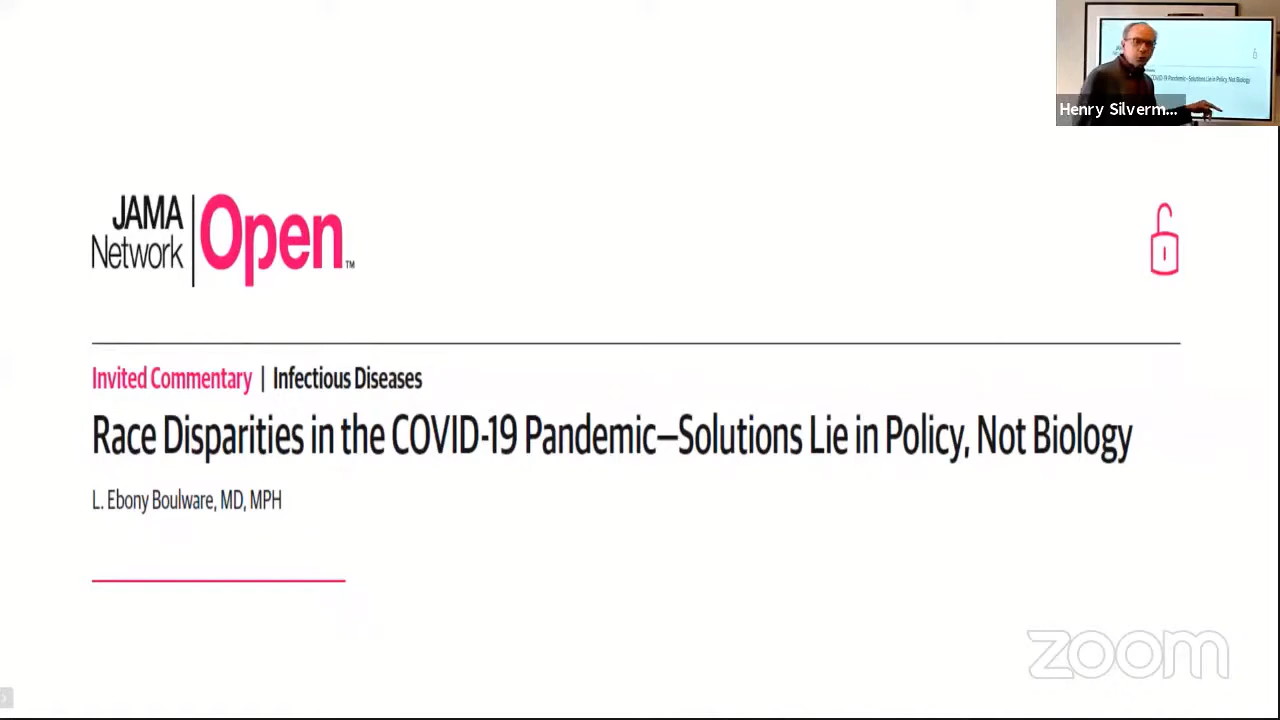 Henry Silverm...
JAMA
Network
Open
TM
Invited Commentary | Infectious Diseases
Race Disparities in the COVID-19 Pandemic—Solutions Lie in Policy, Not Biology
L. Ebony Boulware, MD, MPH
zoom